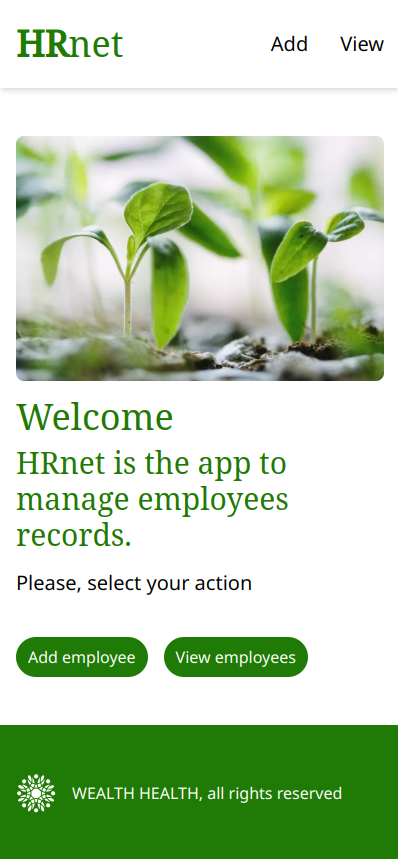 HRnet
Add View
Welcome
HRnet is the app to
manage employees
records.
Please, select your action
Add employee View employees
WEALTH HEALTH, all rights reserved